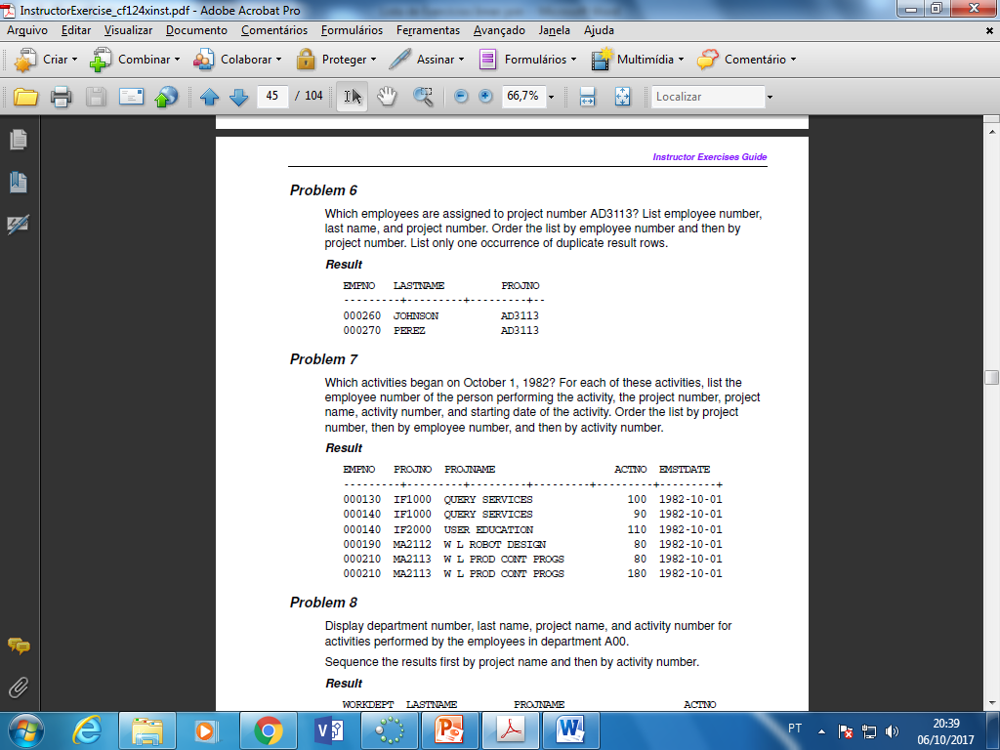 InstructorExercise_cf124xinst.pdf - Adobe Acrobat Pro
Arquivo Editar Visualizar Documento Comentários Formulários Ferramentas Avançado Janela Ajuda
Criar Combinar Colaborar Proteger Assinar Formulários Multimídia Comentário
45 / 104 66,7% Localizar
Instructor Exercises Guide
Problem 6
Which employees are assigned to project number AD3113? List employee number,
last name, and project number. Order the list by employee number and then by
project number. List only one occurrence of duplicate result rows.
Result
EMPNO LASTNAME PROJNO
---------+---------+---------+--
000260 JOHNSON AD3113
000270 PEREZ AD3113
Problem 7
Which activities began on October 1, 1982? For each of these activities, list the
employee number of the person performing the activity, the project number, project
name, activity number, and starting date of the activity. Order the list by project
number, then by employee number, and then by activity number.
Result
EMPNO PROJNO PROJNAME ACTNO EMSTDATE
---------+---------+---------+---------+---------+---------+
000130 IF1000 QUERY SERVICES 100 1982-10-01
000140 IF1000 QUERY SERVICES 90 1982-10-01
000140 IF2000 USER EDUCATION 110 1982-10-01
000190 MA2112 W L ROBOT DESIGN 80 1982-10-01
000210 MA2113 W L PROD CONT PROGS 80 1982-10-01
000210 MA2113 W L PROD CONT PROGS 180 1982-10-01
Problem 8
Display department number, last name, project name, and activity number for
activities performed by the employees in department A00.
Sequence the results first by project name and then by activity number.
Result
WORKDEPT LASTNAME PROJNAME ACTNO
PT 20:39
06/10/2017